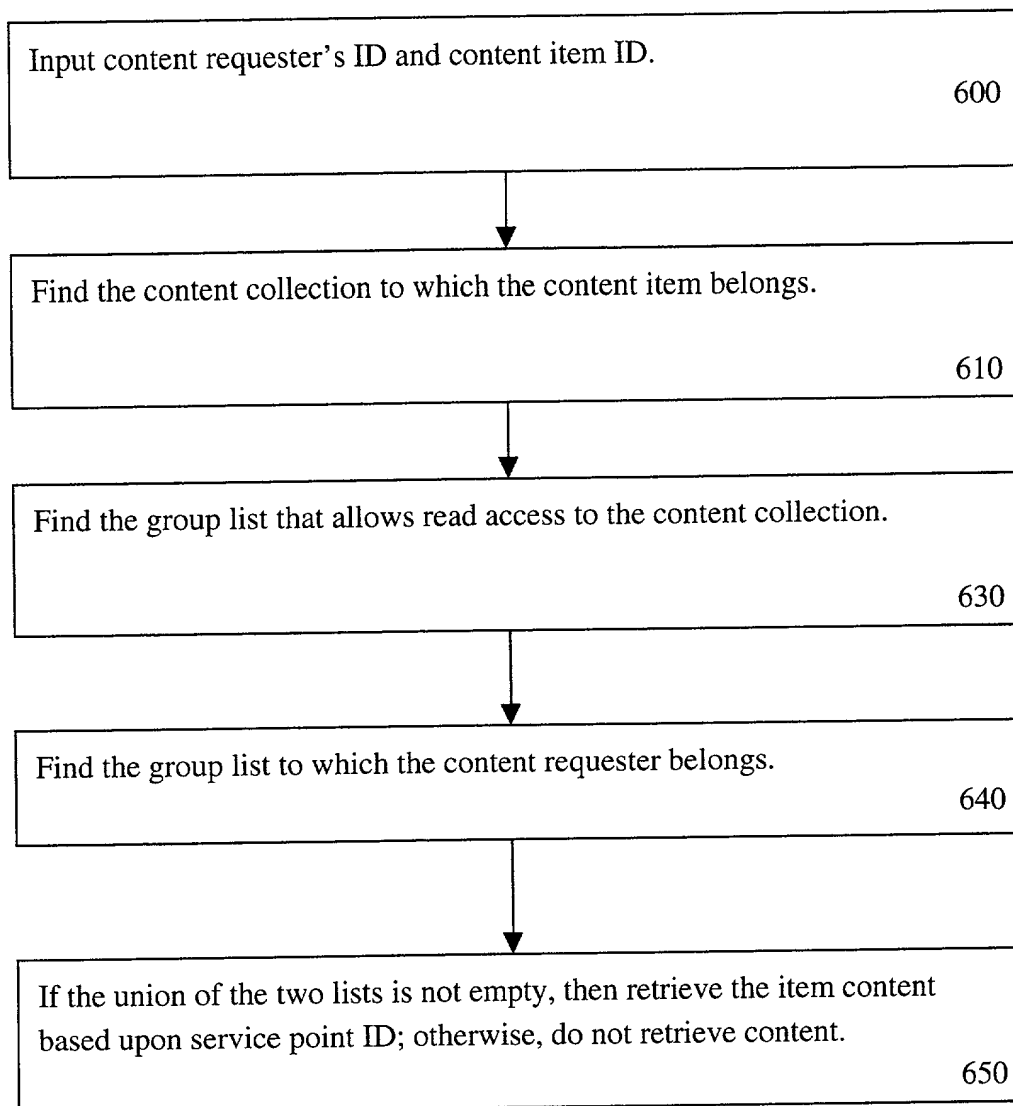 Input content requester’s ID and content item ID.
600
Find the content collection to which the content item belongs.
610
Find the group list that allows read access to the content collection.
630
Find the group list to which the content requester belongs.
640
If the union of the two lists is not empty, then retrieve the item content
based upon service point ID; otherwise, do not retrieve content.
650